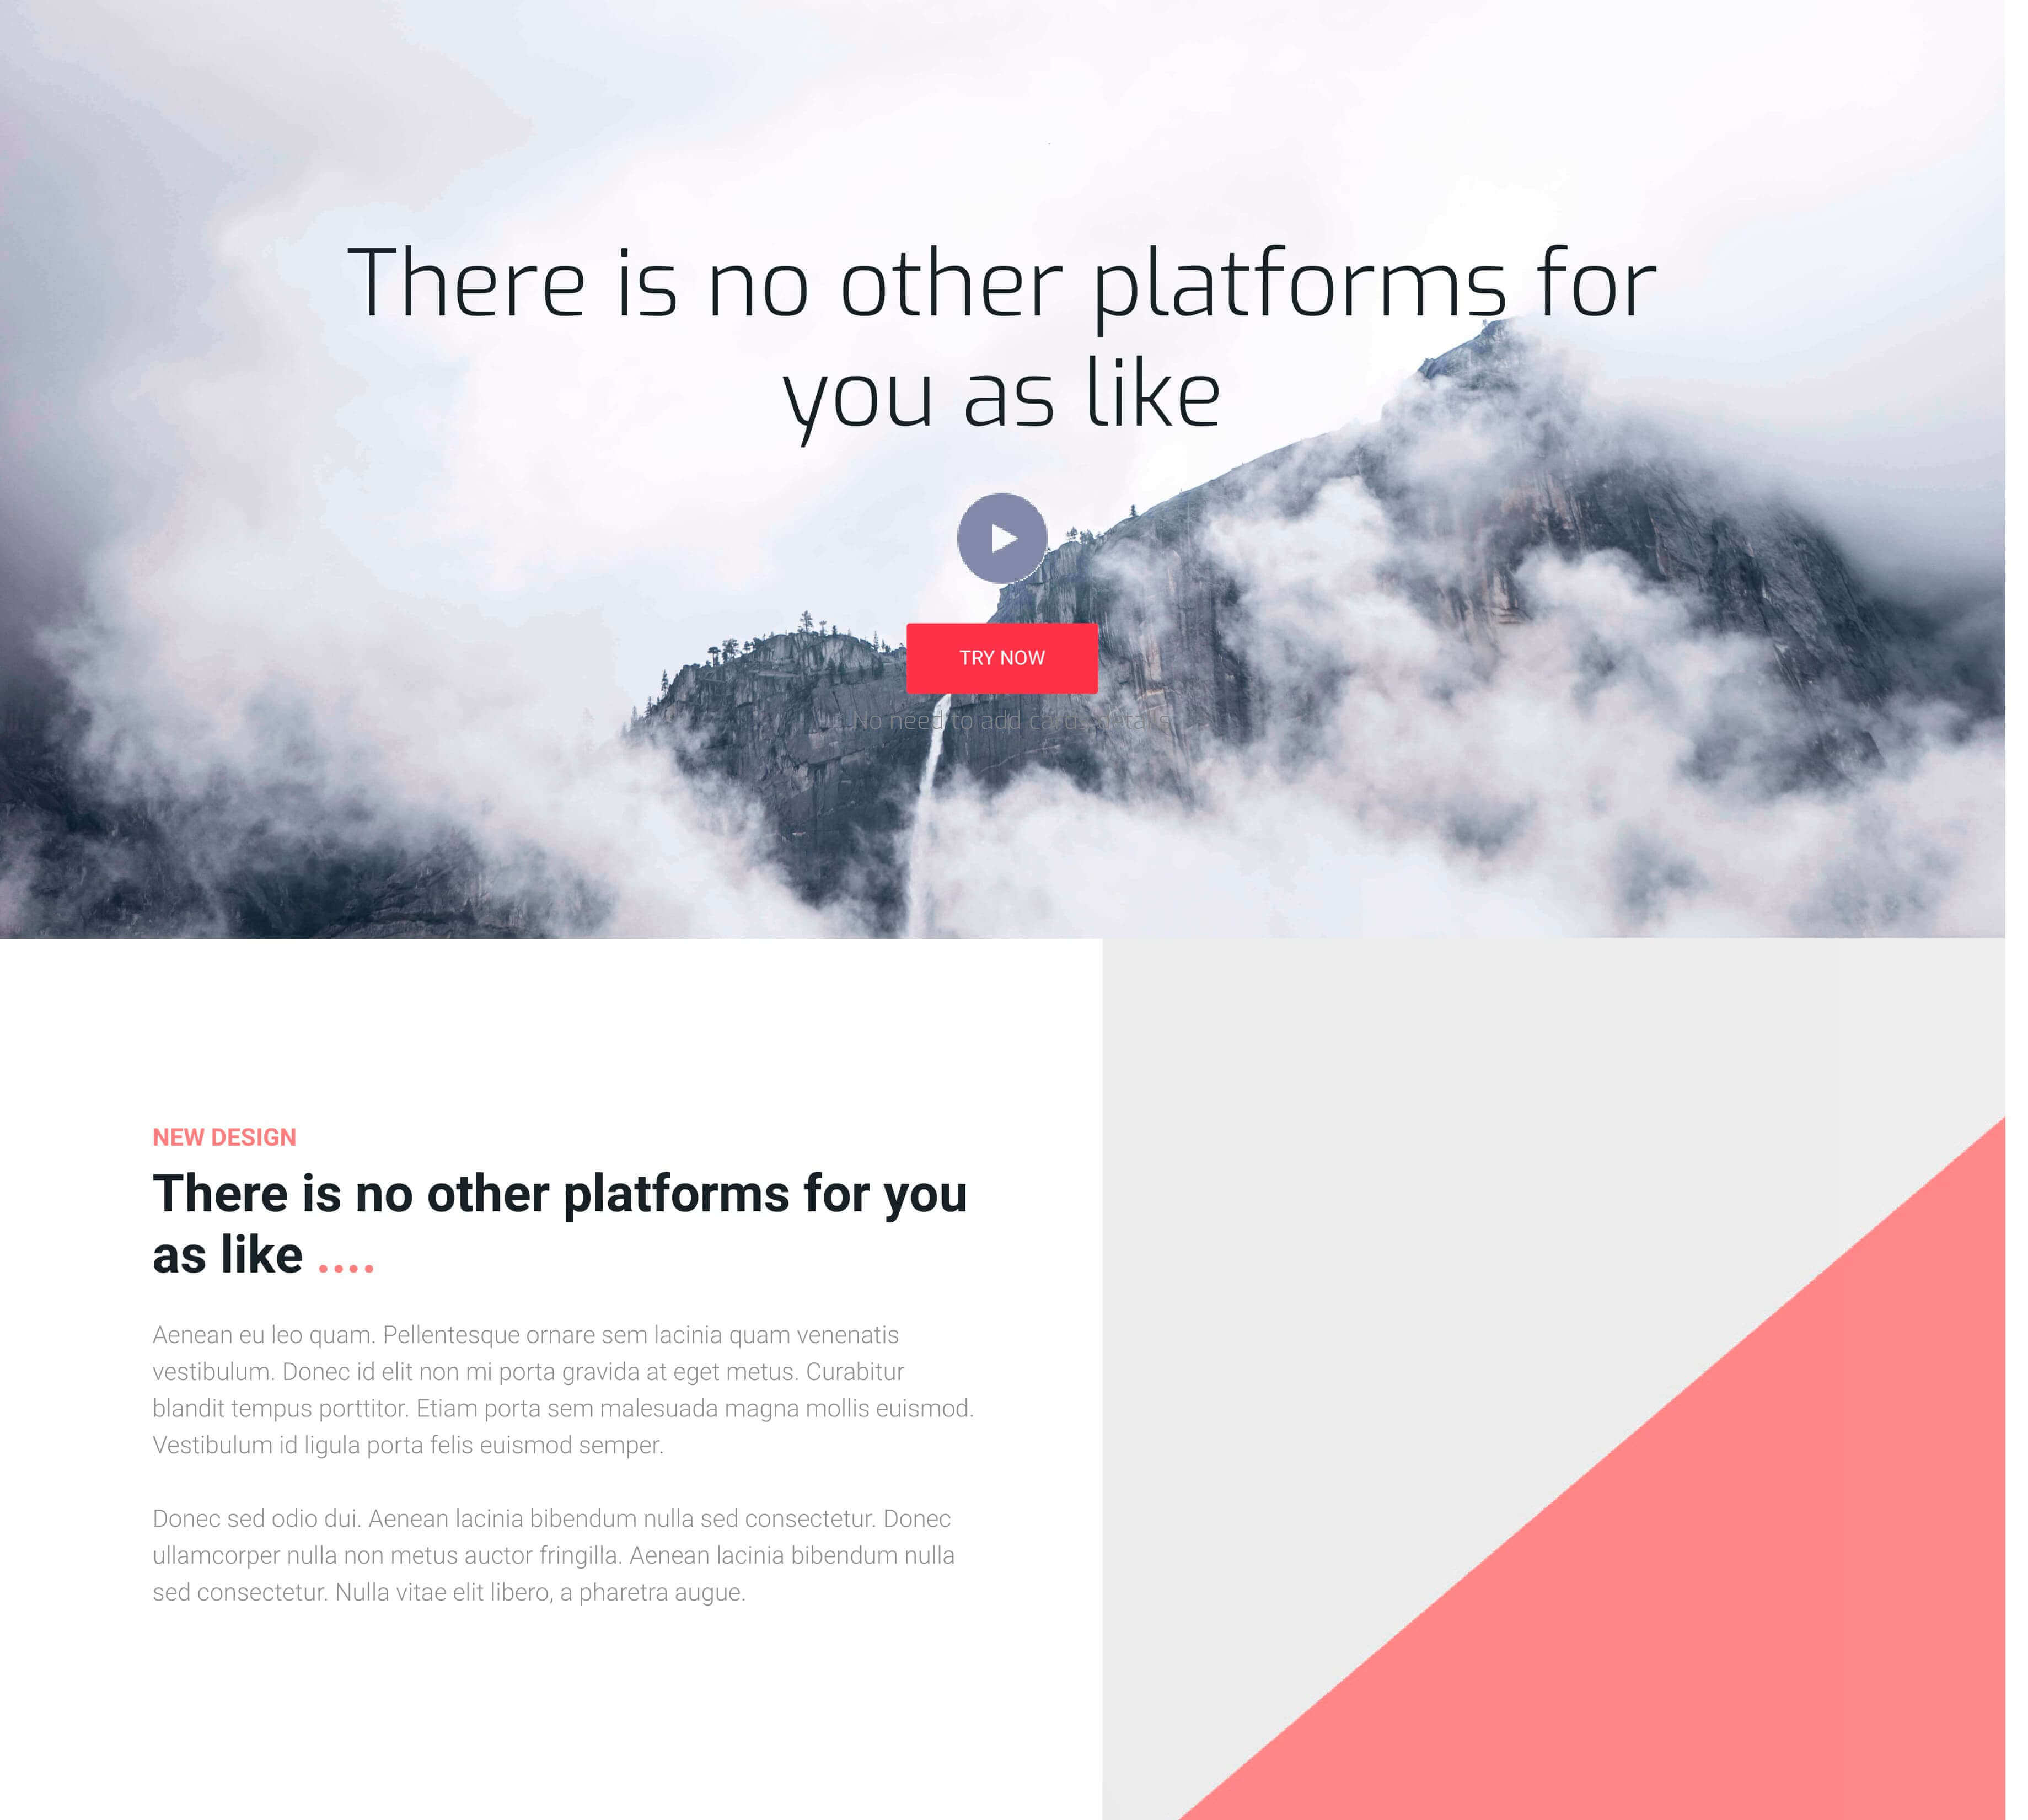 There is no other platforms for
you as like
TRY NOW
No need to add cards details
NEW DESIGN
There is no other platforms for you
as like ....
Aenean eu leo quam. Pellentesque ornare sem lacinia quam venenatis
vestibulum. Donec id elit non mi porta gravida at eget metus. Curabitur
blandit tempus porttitor. Etiam porta sem malesuada magna mollis euismod.
Vestibulum id ligula porta felis euismod semper.
Donec sed odio dui. Aenean lacinia bibendum nulla sed consectetur. Donec
ullamcorper nulla non metus auctor fringilla. Aenean lacinia bibendum nulla
sed consectetur. Nulla vitae elit libero, a pharetra augue.